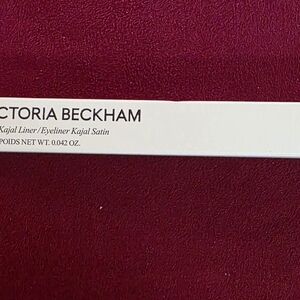 CTORIA BECKHAM
Kajal Liner/Eyeliner Kajal Satin
POIDS NET WT. 0.042 OZ.